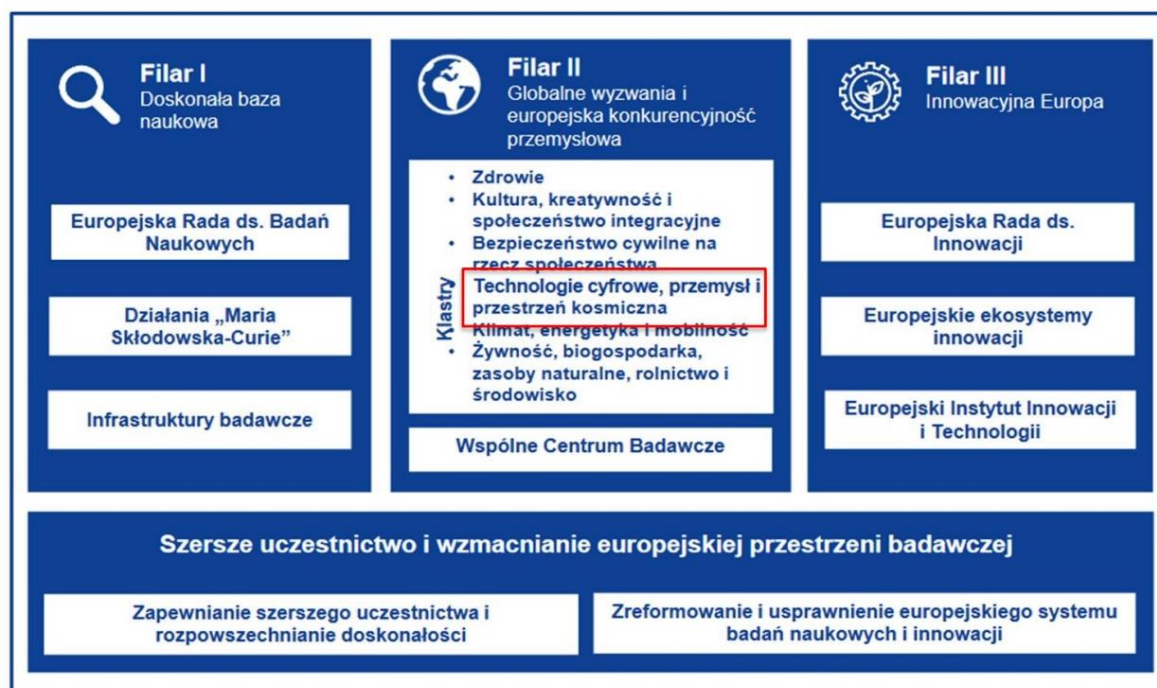 Filar I
Doskonała baza
naukowa
Europejska Rada ds. Badań
Naukowych
Działania „Maria
Skłodowska-Curie”
Infrastruktury badawcze
Filar II
Globalne wyzwania i
europejska konkurencyjność
przemysłowa
Klastry
• Zdrowie
• Kultura, kreatywność i
społeczeństwo integracyjne
• Bezpieczeństwo cywilne na
rzecz społeczeństwa
Technologie cyfrowe, przemysł i
przestrzeń kosmiczna
• Klimat, energetyka i mobilność
• Żywność, biogospodarka,
zasoby naturalne, rolnictwo i
środowisko
Wspólne Centrum Badawcze
Filar III
Innowacyjna Europa
Europejska Rada ds.
Innowacji
Europejskie ekosystemy
innowacji
Europejski Instytut Innowacji
i Technologii
Szersze uczestnictwo i wzmacnianie europejskiej przestrzeni badawczej
Zapewnianie szerszego uczestnictwa i
rozpowszechnianie doskonałości
Zreformowanie i usprawnienie europejskiego systemu
badań naukowych i innowacji